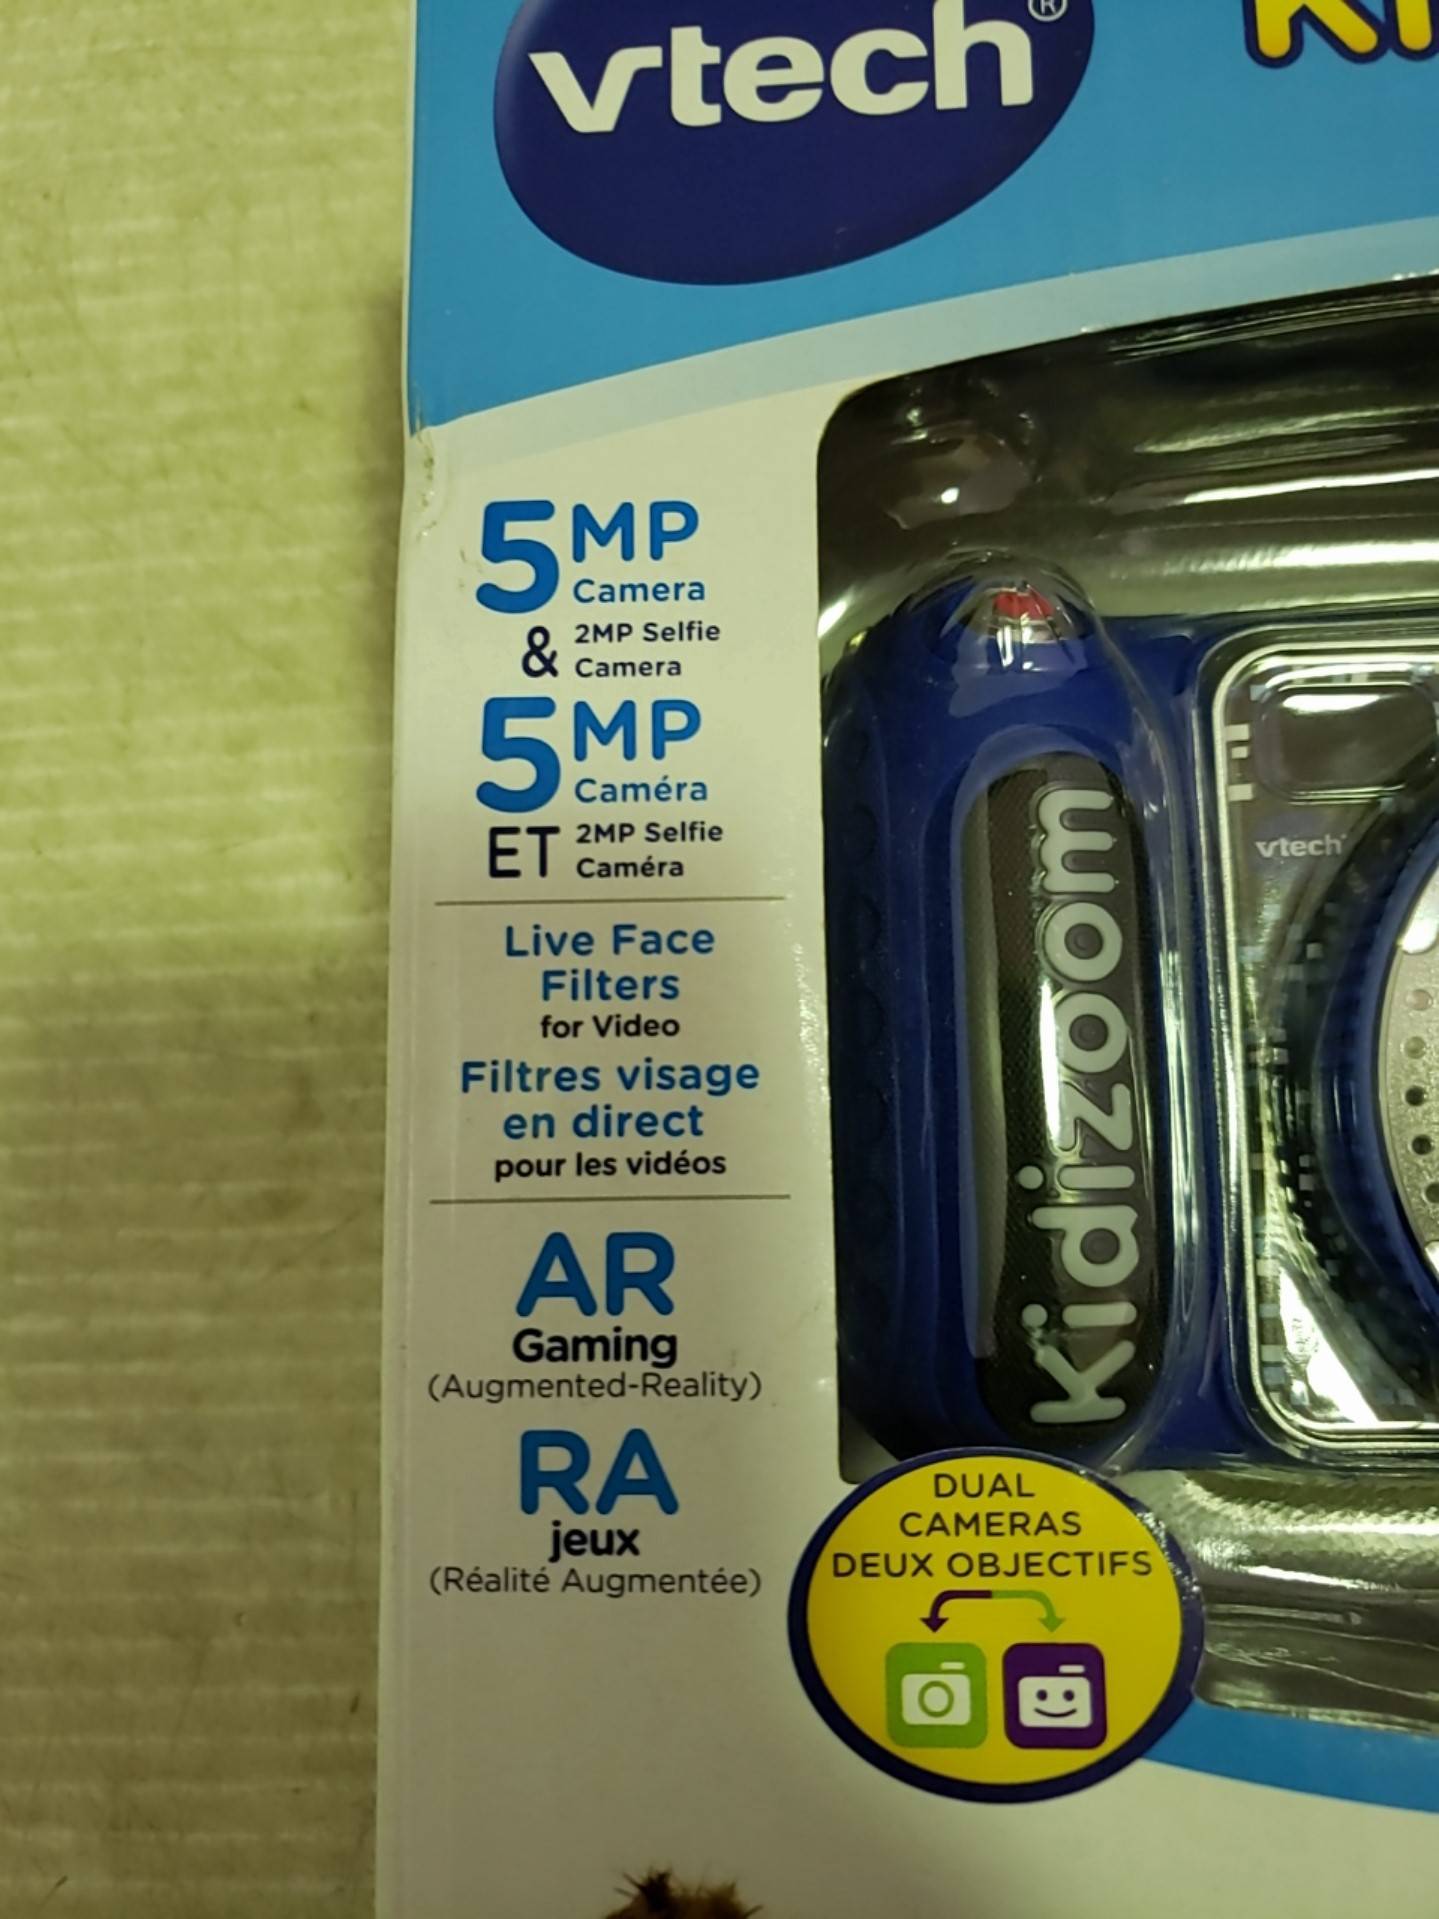 vtech®
5 MP
Camera
& 2MP Selfie
Camera
5 MP
Caméra
ET 2MP Selfie
Caméra
Live Face
Filters
for Video
Filtres visage
en direct
pour les vidéos
AR
Gaming
(Augmented-Reality)
RA
jeux
(Réalité Augmentée)
Kidizoom
vtech
DUAL
CAMERAS
DEUX OBJECTIFS